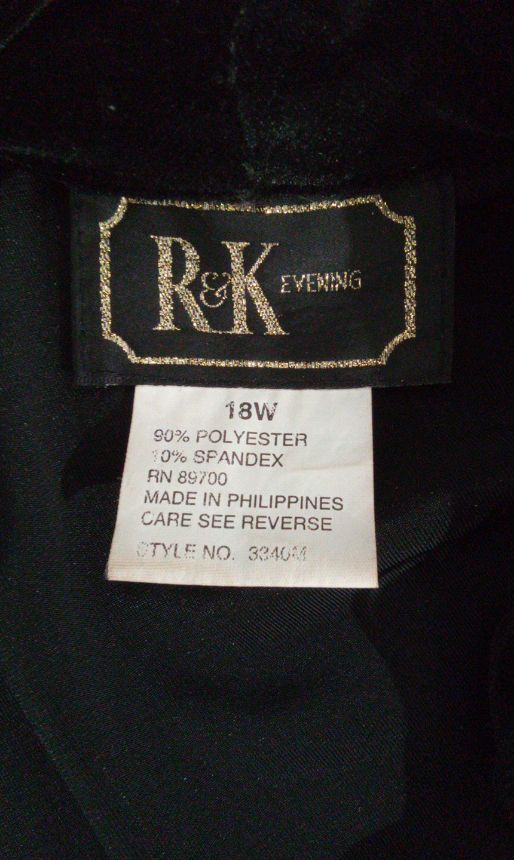 R&K EVENING
18W
90% POLYESTER
10% SPANDEX
RN 89700
MADE IN PHILIPPINES
CARE SEE REVERSE
STYLE NO. 3340M